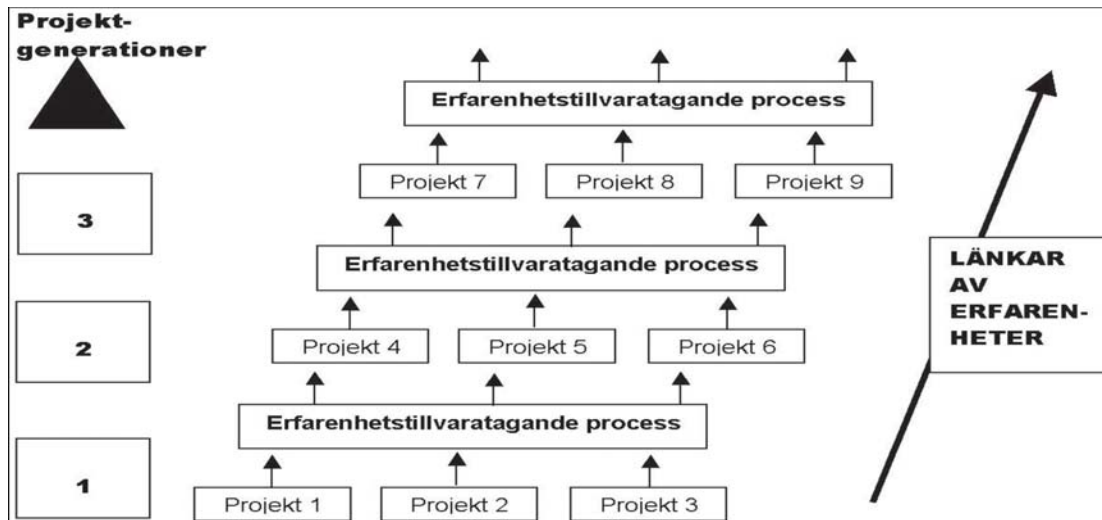 Projekt-
generationer
Erfarenhetstillvaratagande process
Projekt 7
Projekt 8
Projekt 9
3
Erfarenhetstillvaratagande process
LÄNKAR
AV
ERFAREN-
HETER
Projekt 4
Projekt 5
Projekt 6
2
Erfarenhetstillvaratagande process
1
Projekt 1
Projekt 2
Projekt 3